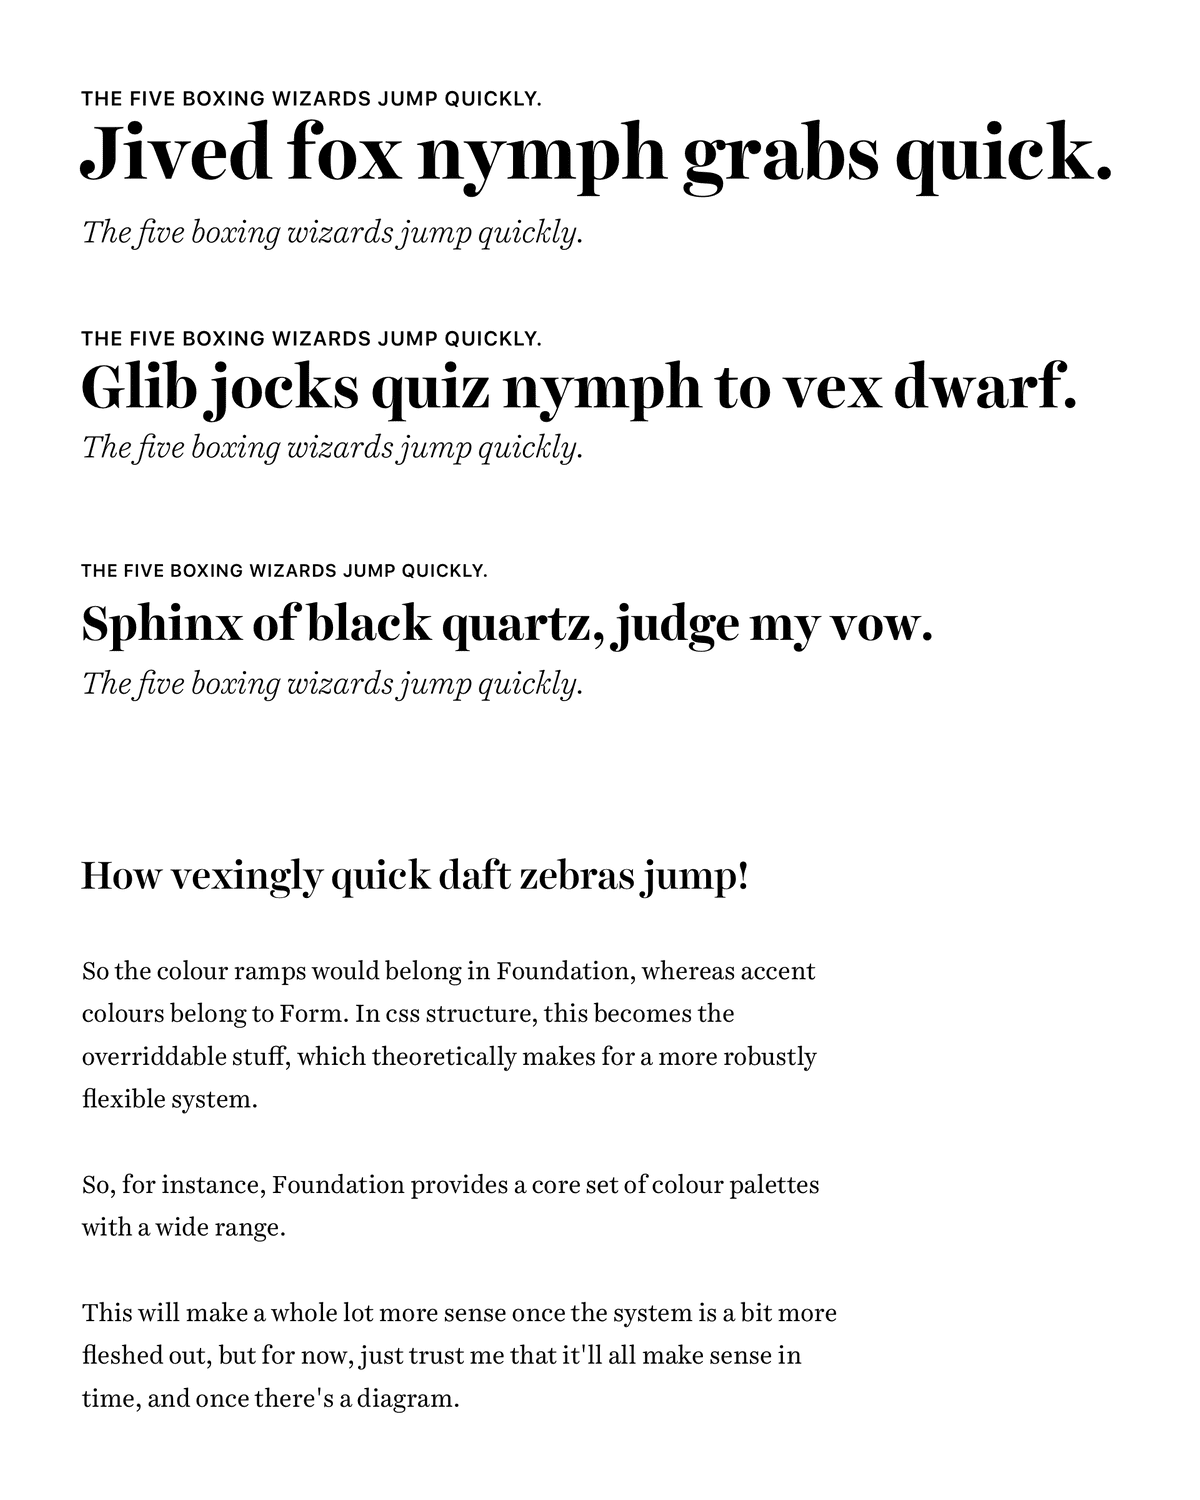 THE FIVE BOXING WIZARDS JUMP QUICKLY.
Jived fox nymph grabs quick.
The five boxing wizards jump quickly.
THE FIVE BOXING WIZARDS JUMP QUICKLY.
Glib jocks quiz nymph to vex dwarf.
The five boxing wizards jump quickly.
THE FIVE BOXING WIZARDS JUMP QUICKLY.
Sphinx of black quartz, judge my vow.
The five boxing wizards jump quickly.
How vexingly quick daft zebras jump!
So the colour ramps would belong in Foundation, whereas accent
colours belong to Form. In css structure, this becomes the
overriddable stuff, which theoretically makes for a more robustly
flexible system.
So, for instance, Foundation provides a core set of colour palettes
with a wide range.
This will make a whole lot more sense once the system is a bit more
fleshed out, but for now, just trust me that it'll all make sense in
time, and once there's a diagram.